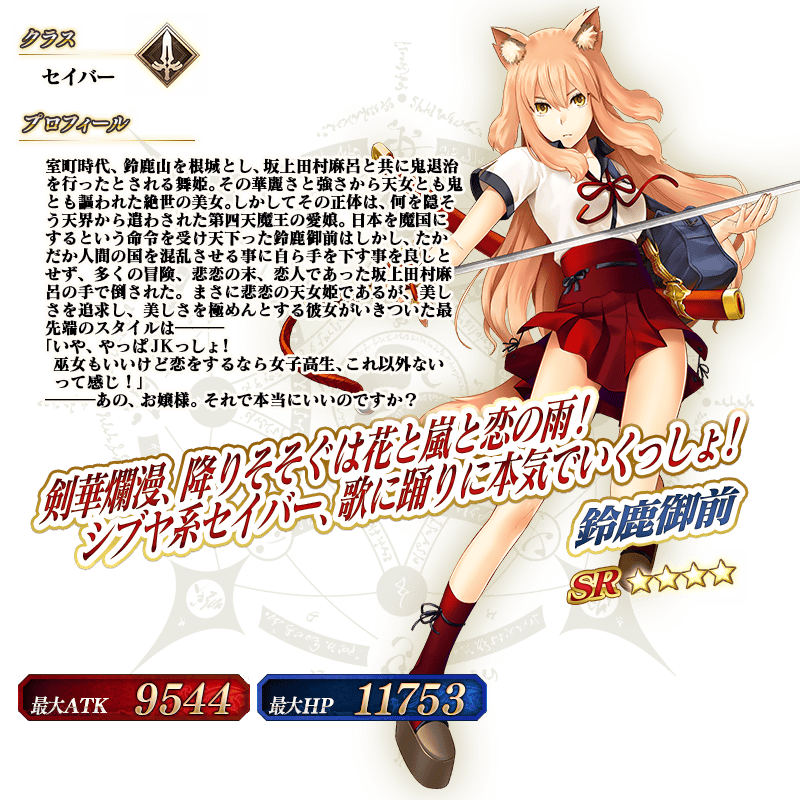 クラス
セイバー
プロフィール
室町時代、鈴鹿山を根城とし、坂上田村麻呂と共に鬼退治
を行ったとされる舞姫。その華麗さと強さから天女とも鬼
とも謳われた絶世の美女。しかしてその正体は、何を隠そ
う天界から遣わされた第四天魔王の愛娘。日本を魔国に
するという命令を受け天下った鈴鹿御前はしかし、たか
だか人間の国を混乱させる事に自ら手を下す事を良しと
せず、多くの冒険、悲恋の末、恋人であった坂上田村麻
呂の手で倒された。まさに悲恋の天女姫であるが、美し
さを追求し、美しさを極めんとする彼女がいきついた最
先端のスタイルは―――
「いや、やっぱJKっしょ!
巫女もいいけど恋をするなら女子高生、これ以外ない
って感じ!」
―――あの、お嬢様。それで本当にいいのですか?
剣華爛漫、降りそそぐは花と嵐と恋の雨!
シブヤ系セイバー、歌に踊りに本気でいくっしょ!
鈴鹿御前
SR
最大ATK 9544
最大HP 11753